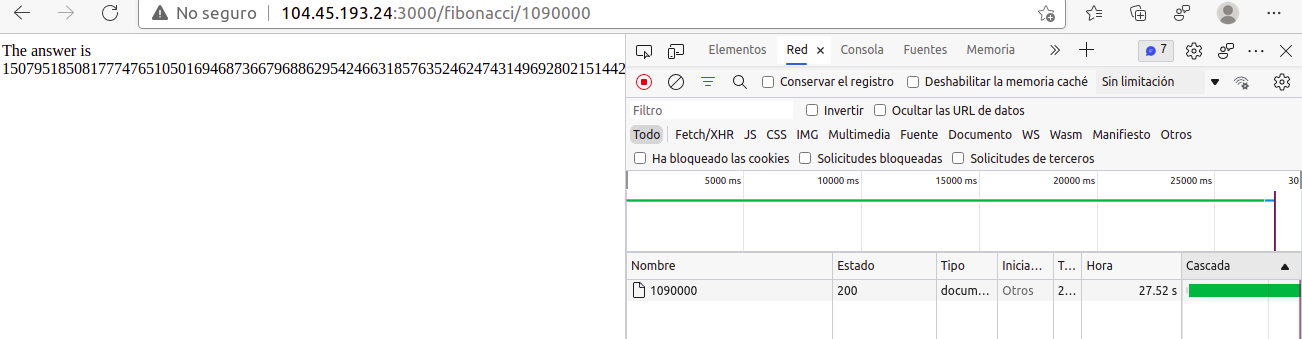 No seguro 104.45.193.24:3000/fibonacci/1090000
The answer is
150795185081777476510501694687366796886295424663185763524624743149692802151442
Elementos Red Consola Fuentes Memoria 7
Conservar el registro Deshabilitar la memoria caché Sin limitación
Filtro Invertir Ocultar las URL de datos
Todo Fetch/XHR JS CSS IMG Multimedia Fuente Documento WS Wasm Manifiesto Otros
Ha bloqueado las cookies Solicitudes bloqueadas Solicitudes de terceros
5000 ms 10000 ms 15000 ms 20000 ms 25000 ms 30
Nombre Estado Tipo Inicia... T... Hora Cascada
1090000 200 docum... Otros 2... 27.52 s